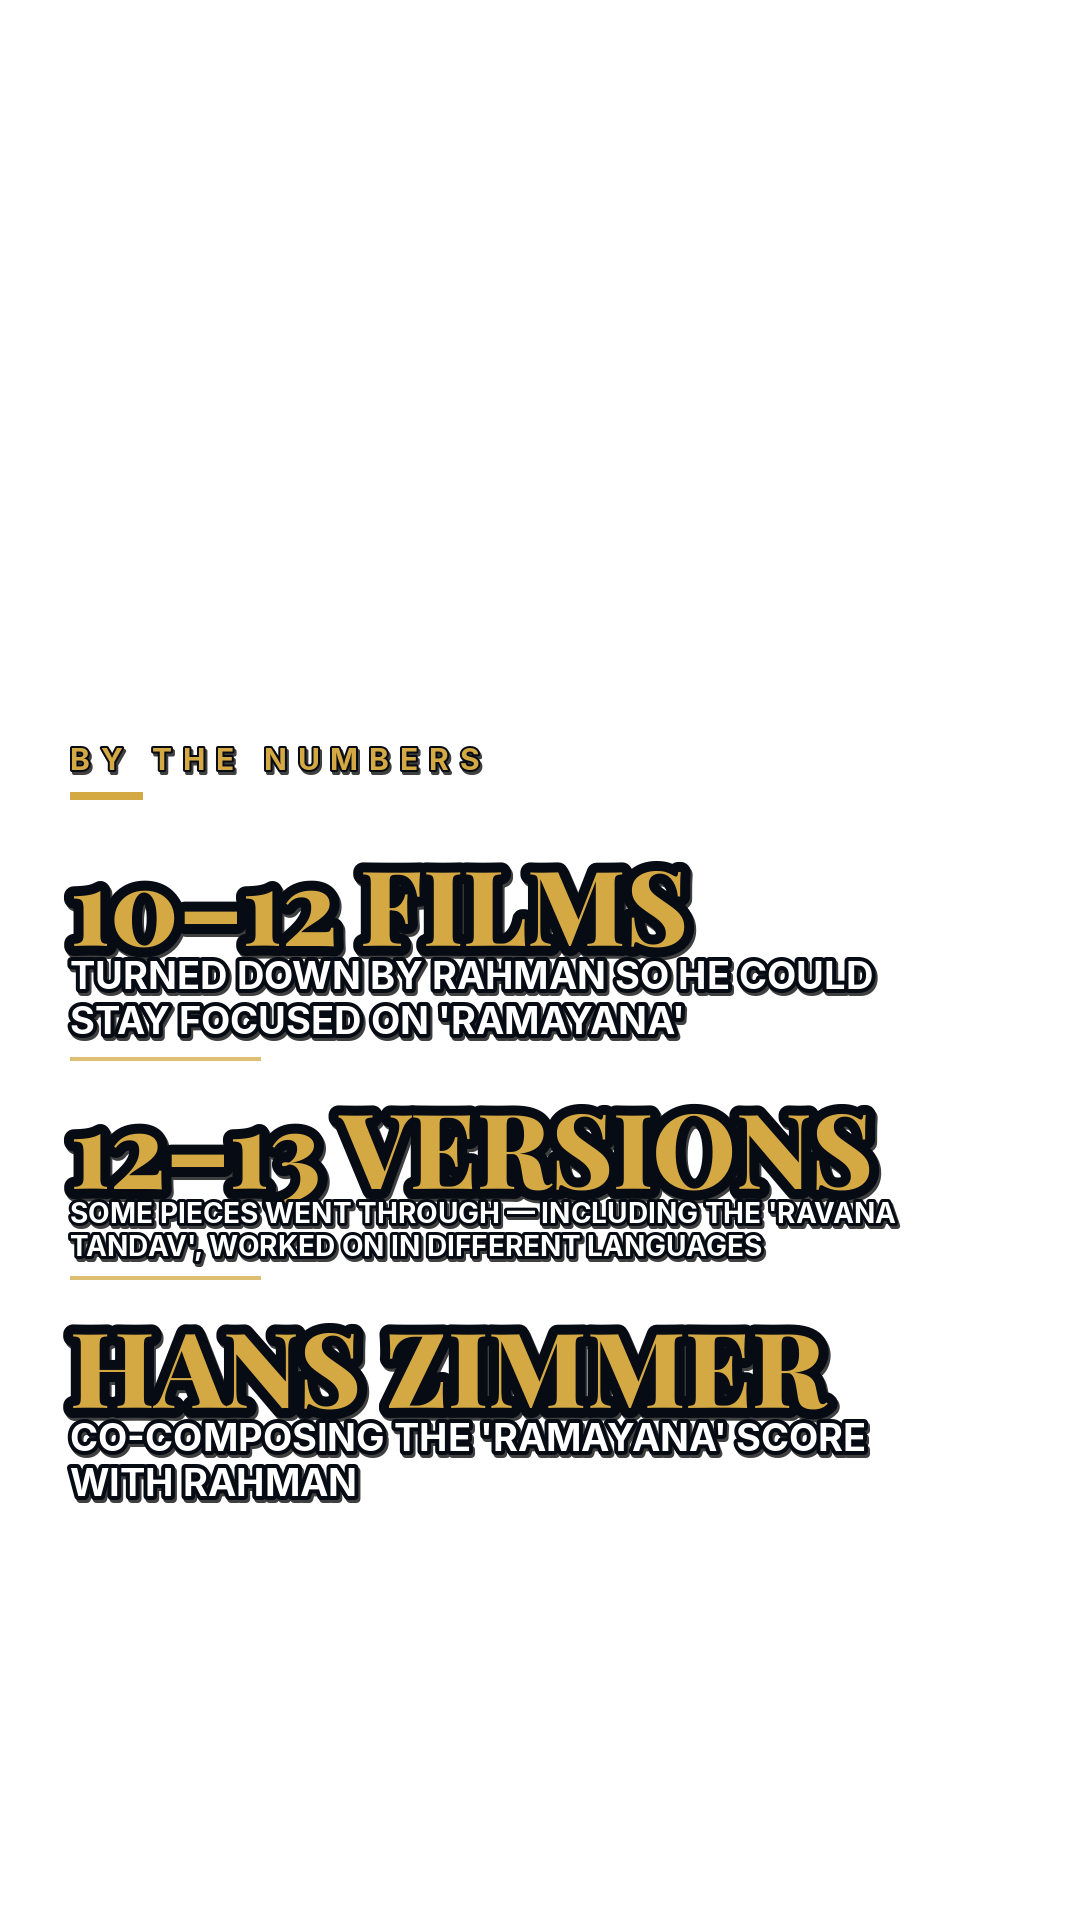 BY THE NUMBERS
10–12 FILMS
TURNED DOWN BY RAHMAN SO HE COULD
STAY FOCUSED ON 'RAMAYANA'
12–13 VERSIONS
SOME PIECES WENT THROUGH — INCLUDING THE 'RAVANA
TANDAV', WORKED ON IN DIFFERENT LANGUAGES
HANS ZIMMER
CO-COMPOSING THE 'RAMAYANA' SCORE
WITH RAHMAN